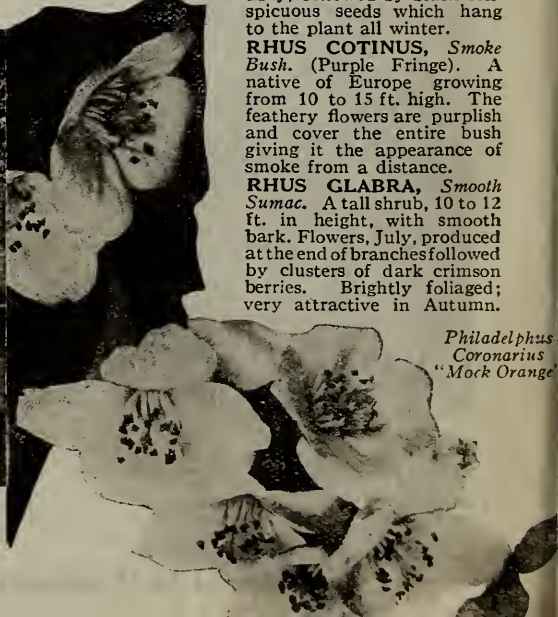 spicuous seeds which hang
to the plant all winter.
RHUS COTINUS, Smoke
Bush. (Purple Fringe). A
native of Europe growing
from 10 to 15 ft. high. The
feathery flowers are purplish
and cover the entire bush
giving it the appearance of
smoke from a distance.
RHUS GLABRA, Smooth
Sumac. A tall shrub, 10 to 12
ft. in height, with smooth
bark. Flowers, July, produced
at the end of branches followed
by clusters of dark crimson
berries. Brightly foliaged;
very attractive in Autumn.
Philadelphus
Coronarius
"Mock Orange"